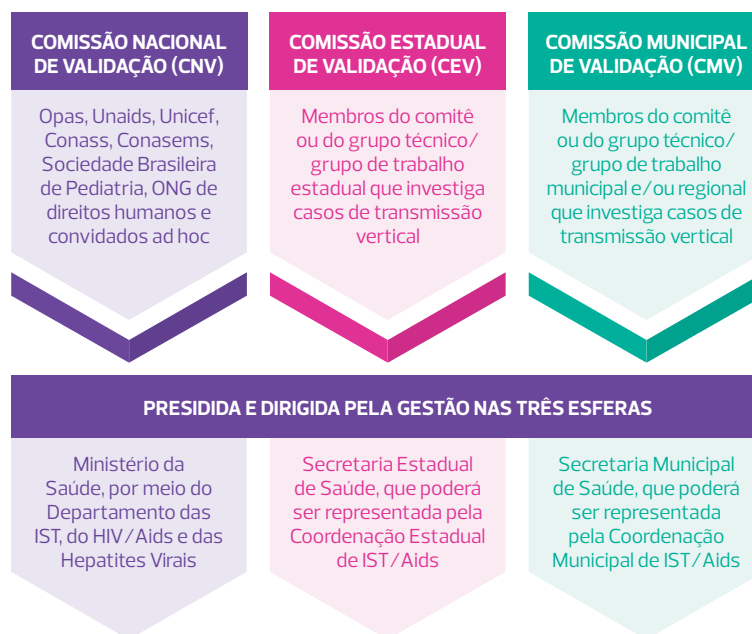 COMISSÃO NACIONAL
DE VALIDAÇÃO (CNV)
Opas, Unaids, Unicef,
Conass, Conasems,
Sociedade Brasileira
de Pediatria, ONG de
direitos humanos e
convidados ad hoc
COMISSÃO ESTADUAL
DE VALIDAÇÃO (CEV)
Membros do comitê
ou do grupo técnico/
grupo de trabalho
estadual que investiga
casos de transmissão
vertical
COMISSÃO MUNICIPAL
DE VALIDAÇÃO (CMV)
Membros do comitê
ou do grupo técnico/
grupo de trabalho
municipal e/ou regional
que investiga casos de
transmissão vertical
PRESIDIDA E DIRIGIDA PELA GESTÃO NAS TRÊS ESFERAS
Ministério da
Saúde, por meio do
Departamento das
IST, do HIV/Aids e das
Hepatites Virais
Secretaria Estadual
de Saúde, que poderá
ser representada pela
Coordenação Estadual
de IST/Aids
Secretaria Municipal
de Saúde, que poderá
ser representada
pela Coordenação
Municipal de IST/Aids